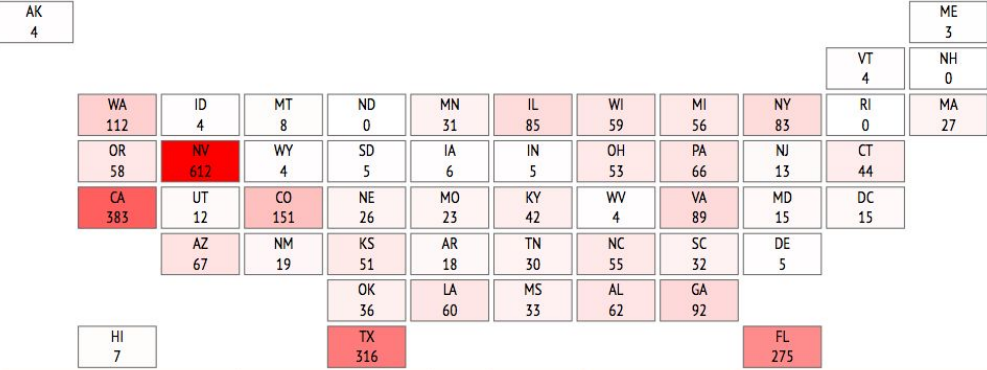 AK ME
4 3
VT NH
4 0
WA ID MT ND MN IL WI MI NY RI MA
112 4 8 0 31 85 59 56 83 0 27
OR NV WY SD IA IN OH PA NJ CT
58 612 4 5 6 5 53 66 13 44
CA UT CO NE MO KY WV VA MD DC
383 12 151 26 23 42 4 89 15 15
AZ NM KS AR TN NC SC DE
67 19 51 18 30 55 32 5
OK LA MS AL GA
36 60 33 62 92
HI TX FL
7 316 275